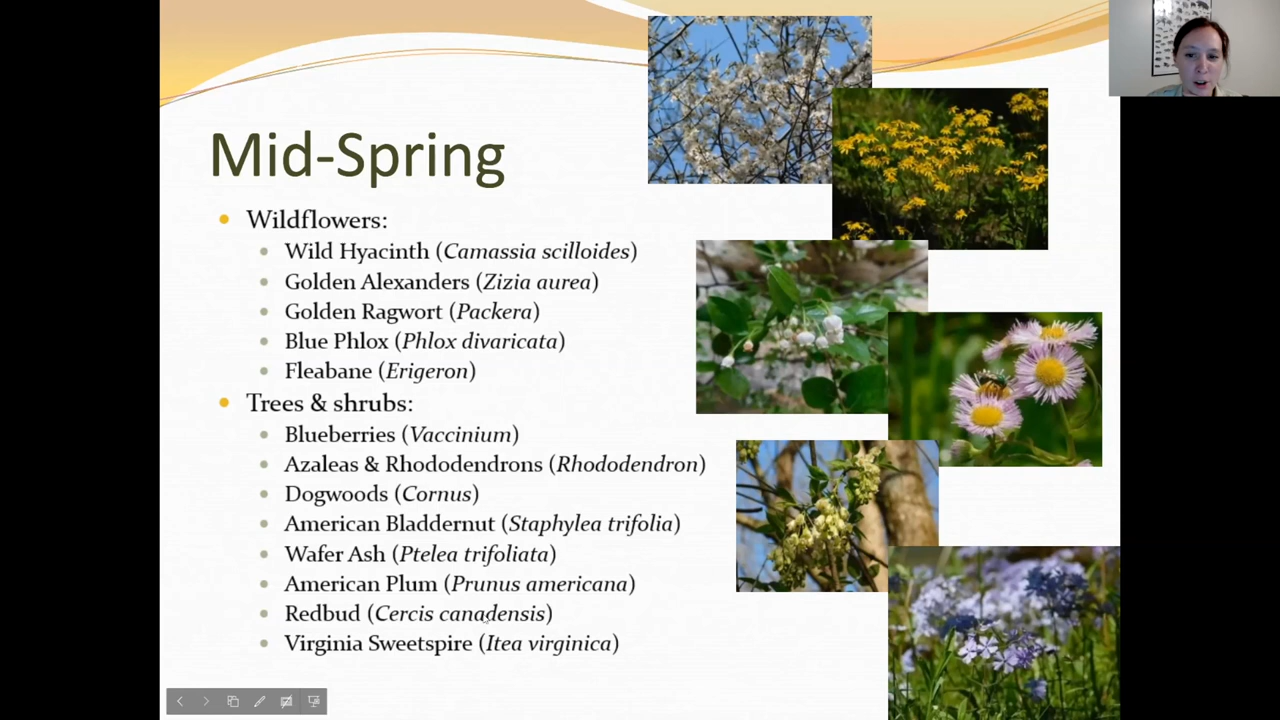 Mid-Spring
Wildflowers:
Wild Hyacinth (Camassia scilloides)
Golden Alexanders (Zizia aurea)
Golden Ragwort (Packera)
Blue Phlox (Phlox divaricata)
Fleabane (Erigeron)
Trees & shrubs:
Blueberries (Vaccinium)
Azaleas & Rhododendrons (Rhododendron)
Dogwoods (Cornus)
American Bladdernut (Staphylea trifolia)
Wafer Ash (Ptelea trifoliata)
American Plum (Prunus americana)
Redbud (Cercis canadensis)
Virginia Sweetspire (Itea virginica)